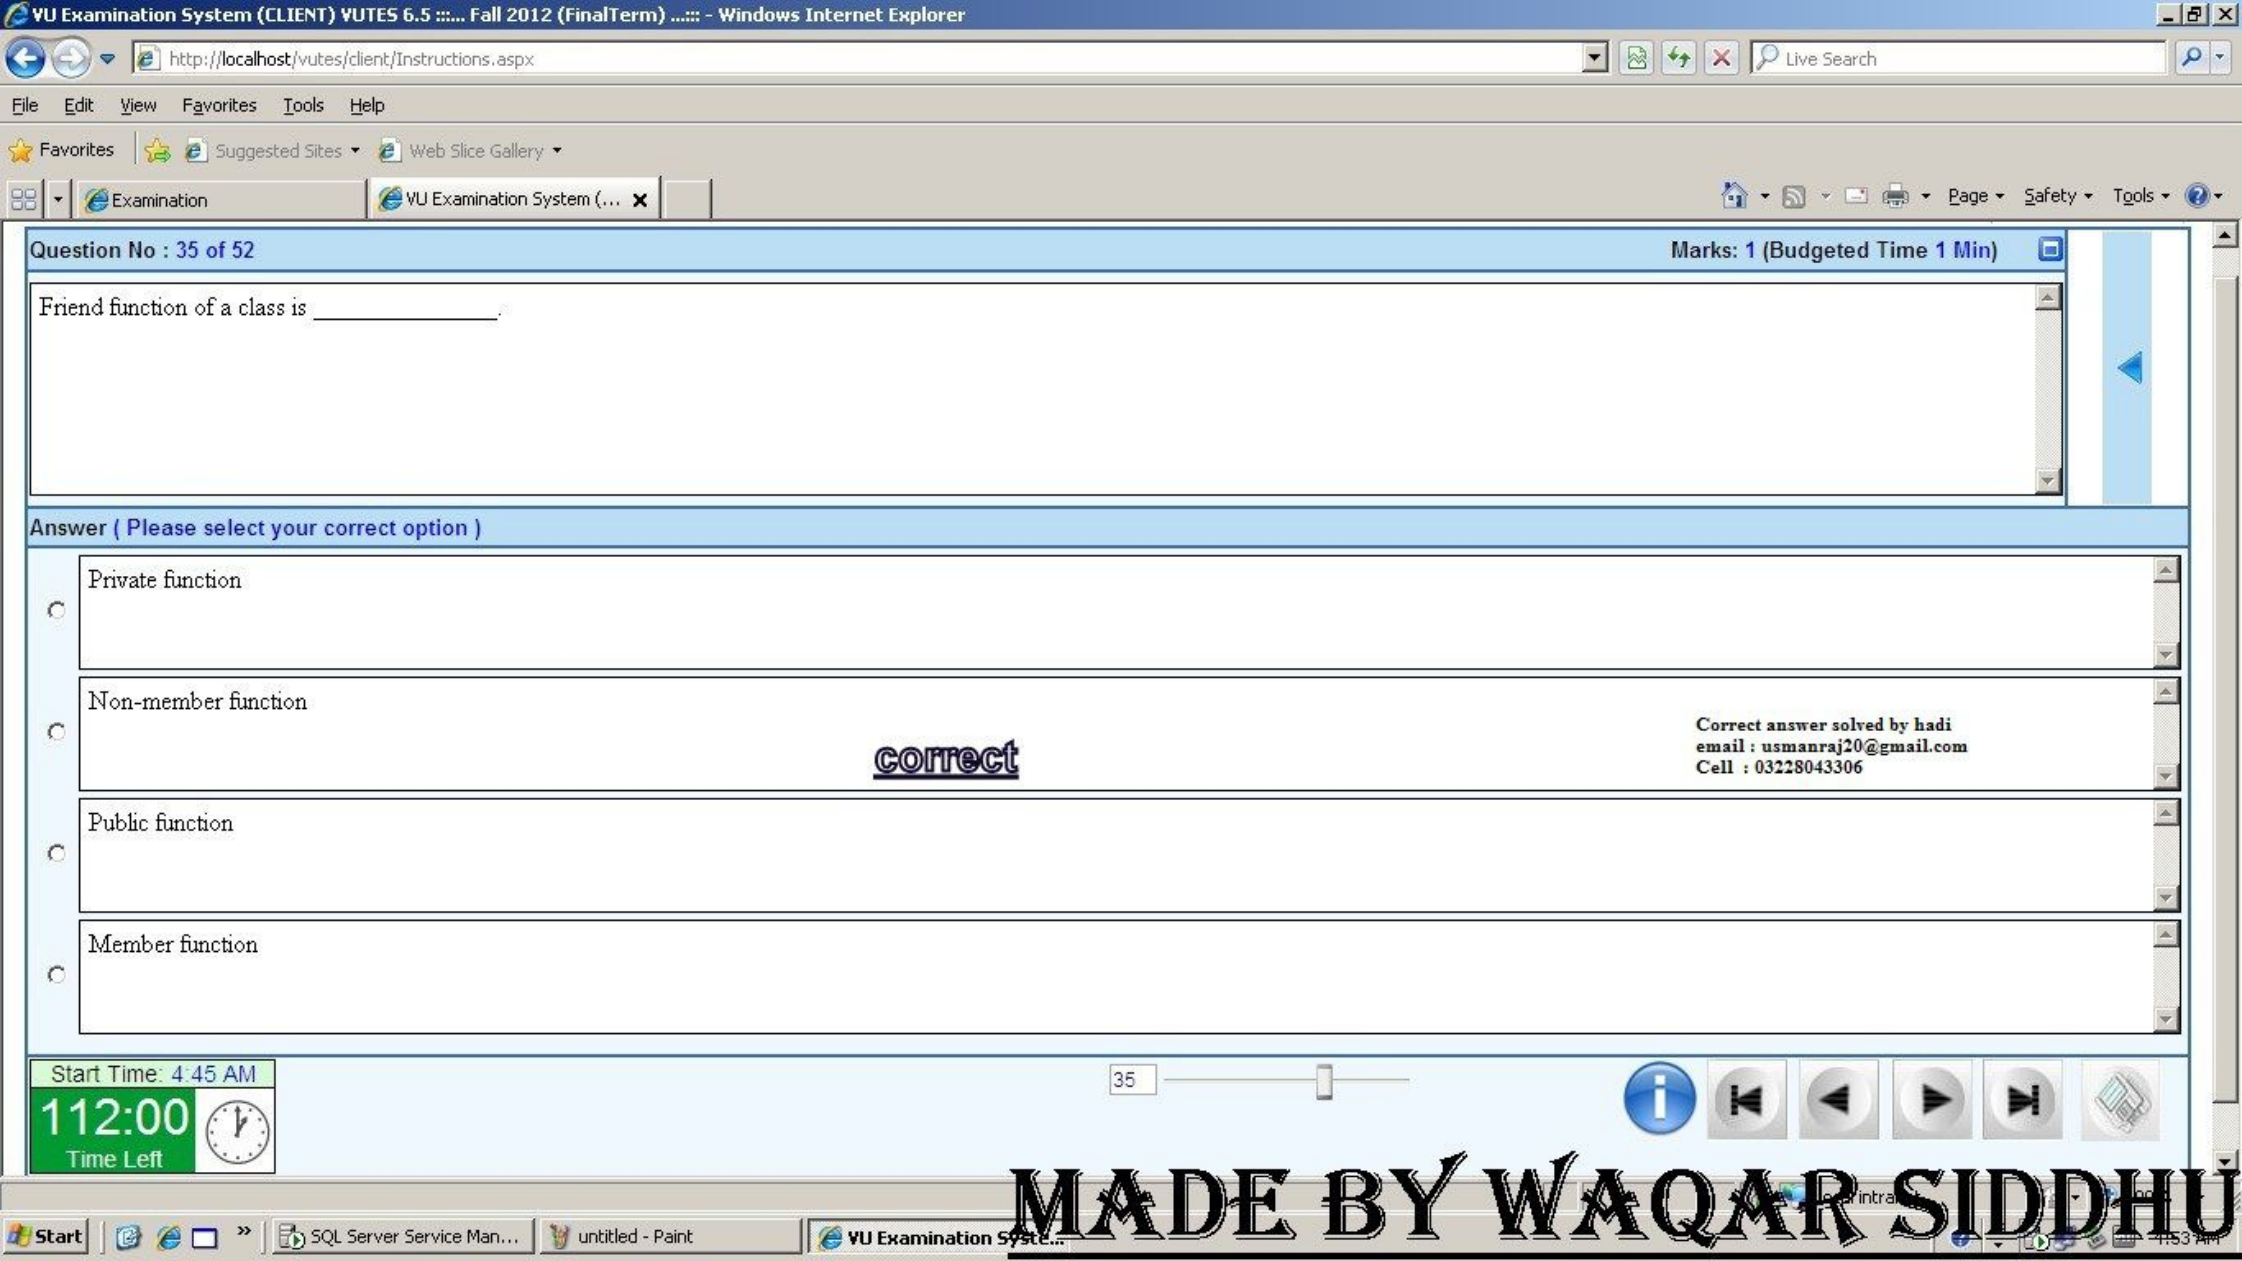 VU Examination System (CLIENT) VUTES 6.5 :::... Fall 2012 (FinalTerm) ...::: - Windows Internet Explorer
http://localhost/vutes/client/Instructions.aspx
Live Search
File Edit View Favorites Tools Help
Favorites Suggested Sites Web Slice Gallery
Examination
VU Examination System (...
Page Safety Tools
Question No : 35 of 52
Marks: 1 (Budgeted Time 1 Min)
Friend function of a class is _______________.
Answer ( Please select your correct option )
Private function
Non-member function
correct
Correct answer solved by hadi
email : usmanraj20@gmail.com
Cell : 03228043306
Public function
Member function
Start Time: 4:45 AM
112:00
Time Left
35
MADE BY WAQAR SIDDHU
Start
SQL Server Service Man...
untitled - Paint
VU Examination Syste...